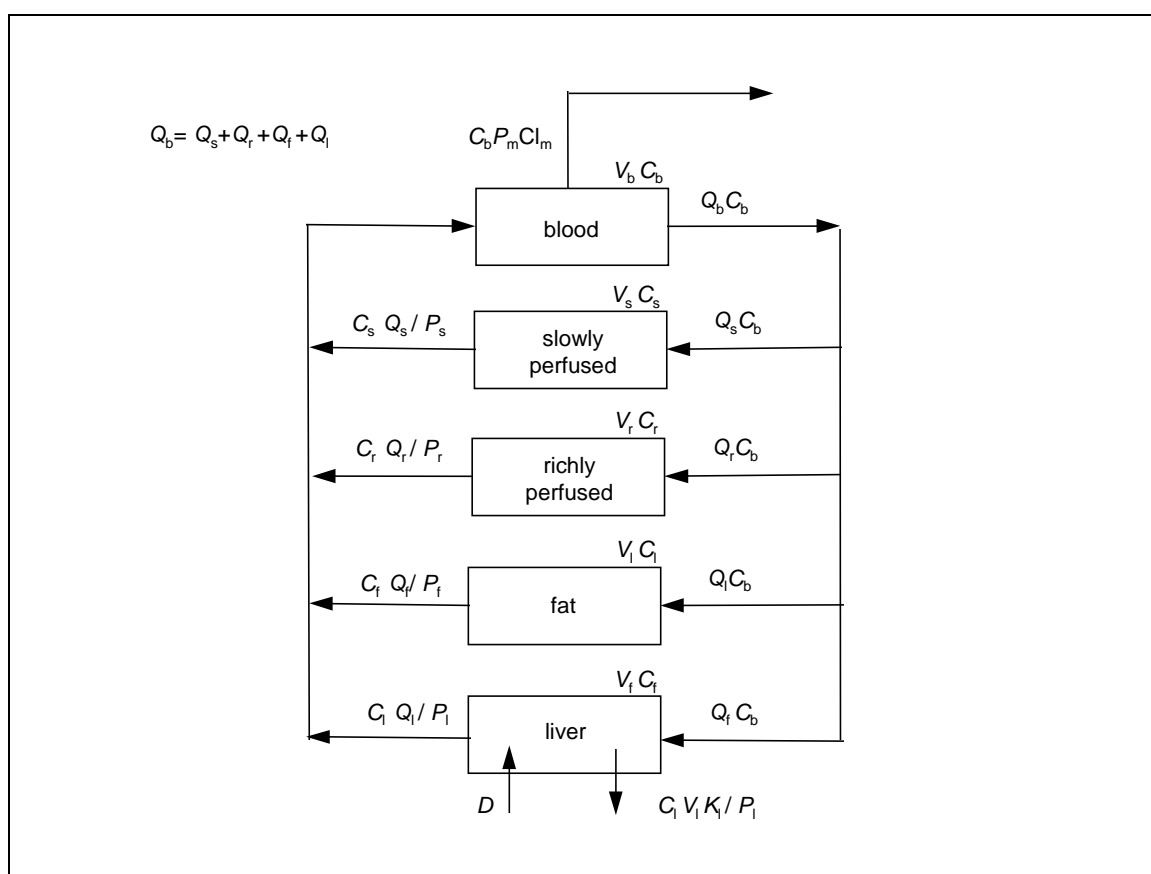 Q_b= Q_s+Q_r+Q_f+Q_l
C_bP_mCl_m
V_b C_b
Q_bC_b
blood
V_s C_s
C_s Q_s/ P_s
slowly
perfused
Q_sC_b
V_r C_r
C_r Q_r/ P_r
richly
perfused
Q_rC_b
V_l C_l
C_f Q_f/ P_f
fat
Q_lC_b
V_f C_f
C_l Q_l/ P_l
liver
Q_f C_b
D
C_l V_l K_l/ P_l